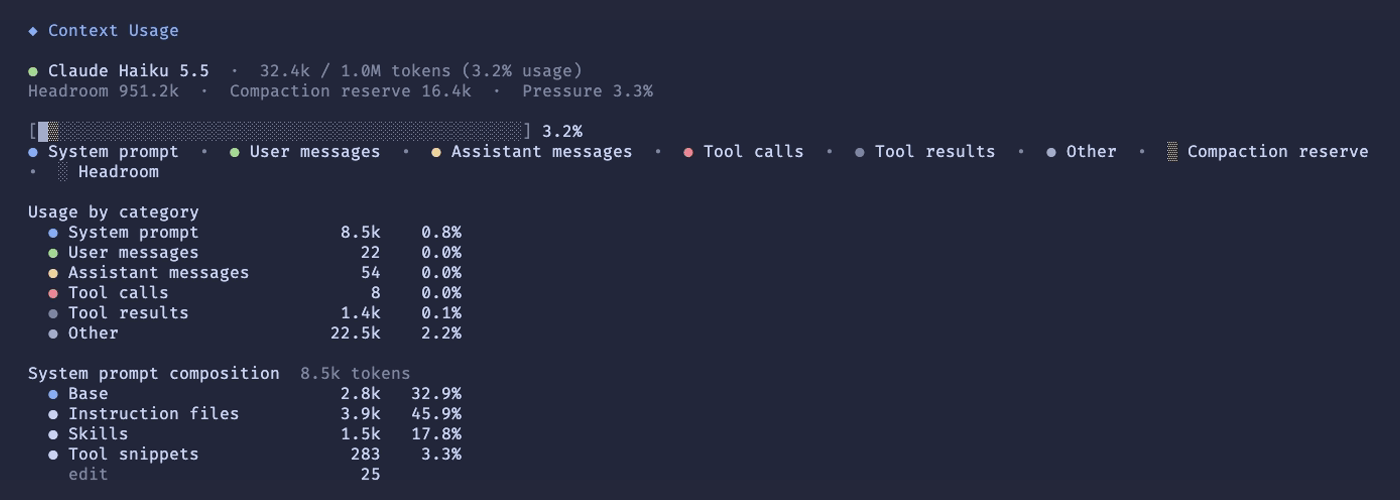 ◆ Context Usage
● Claude Haiku 5.5 · 32.4k / 1.0M tokens (3.2% usage)
Headroom 951.2k · Compaction reserve 16.4k · Pressure 3.3%
[█▒░░░░░░░░░░░░░░░░░░░░░░░░░░░░░░░░░░░░░░░░░░░░░░] 3.2%
● System prompt · ● User messages · ● Assistant messages · ● Tool calls · ● Tool results · ● Other · ▒ Compaction reserve
· ░ Headroom
Usage by category
● System prompt 8.5k 0.8%
● User messages 22 0.0%
● Assistant messages 54 0.0%
● Tool calls 8 0.0%
● Tool results 1.4k 0.1%
● Other 22.5k 2.2%
System prompt composition 8.5k tokens
● Base 2.8k 32.9%
● Instruction files 3.9k 45.9%
● Skills 1.5k 17.8%
● Tool snippets 283 3.3%
edit 25